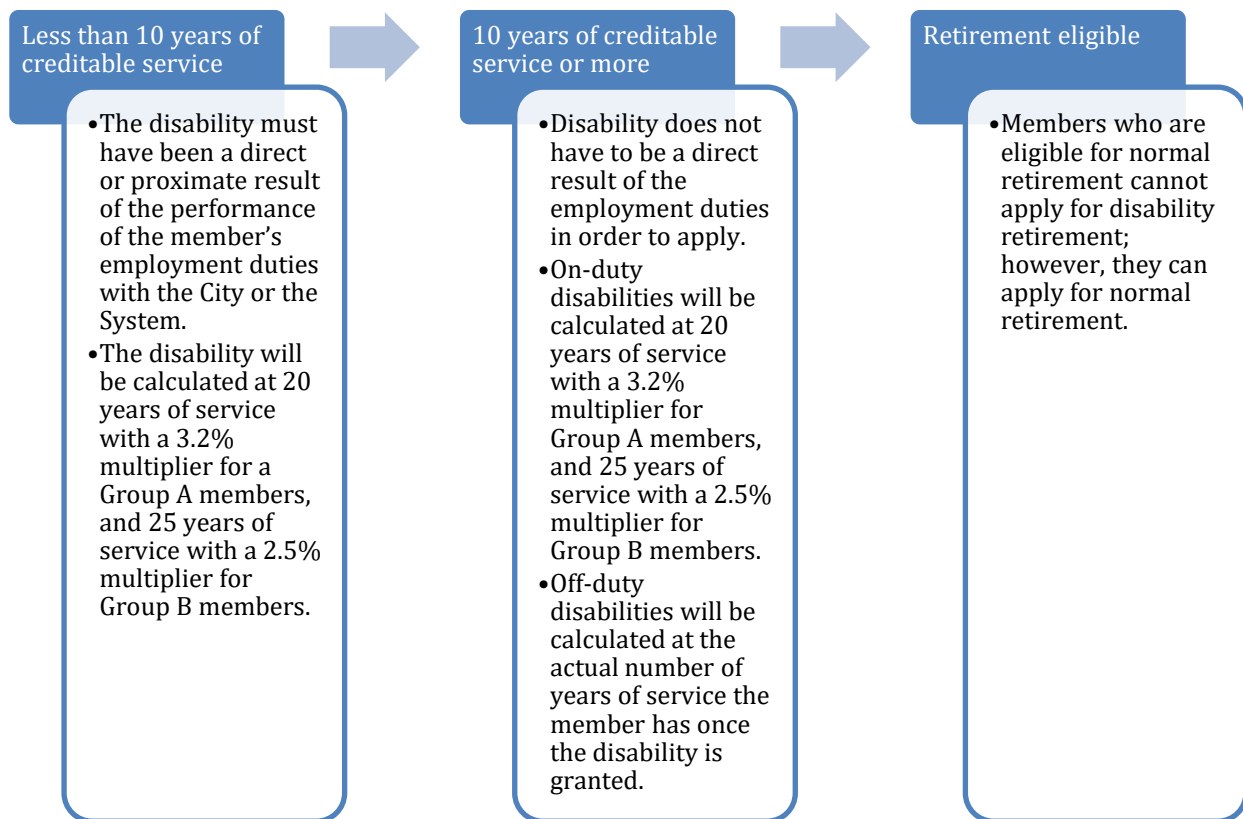 Less than 10 years of
creditable service
•The disability must
have been a direct
or proximate result
of the performance
of the member’s
employment duties
with the City or the
System.
•The disability will
be calculated at 20
years of service
with a 3.2%
multiplier for a
Group A members,
and 25 years of
service with a 2.5%
multiplier for
Group B members.
10 years of creditable
service or more
•Disability does not
have to be a direct
result of the
employment duties
in order to apply.
•On-duty
disabilities will be
calculated at 20
years of service
with a 3.2%
multiplier for
Group A members,
and 25 years of
service with a 2.5%
multiplier for
Group B members.
•Off-duty
disabilities will be
calculated at the
actual number of
years of service the
member has once
the disability is
granted.
Retirement eligible
•Members who are
eligible for normal
retirement cannot
apply for disability
retirement;
however, they can
apply for normal
retirement.